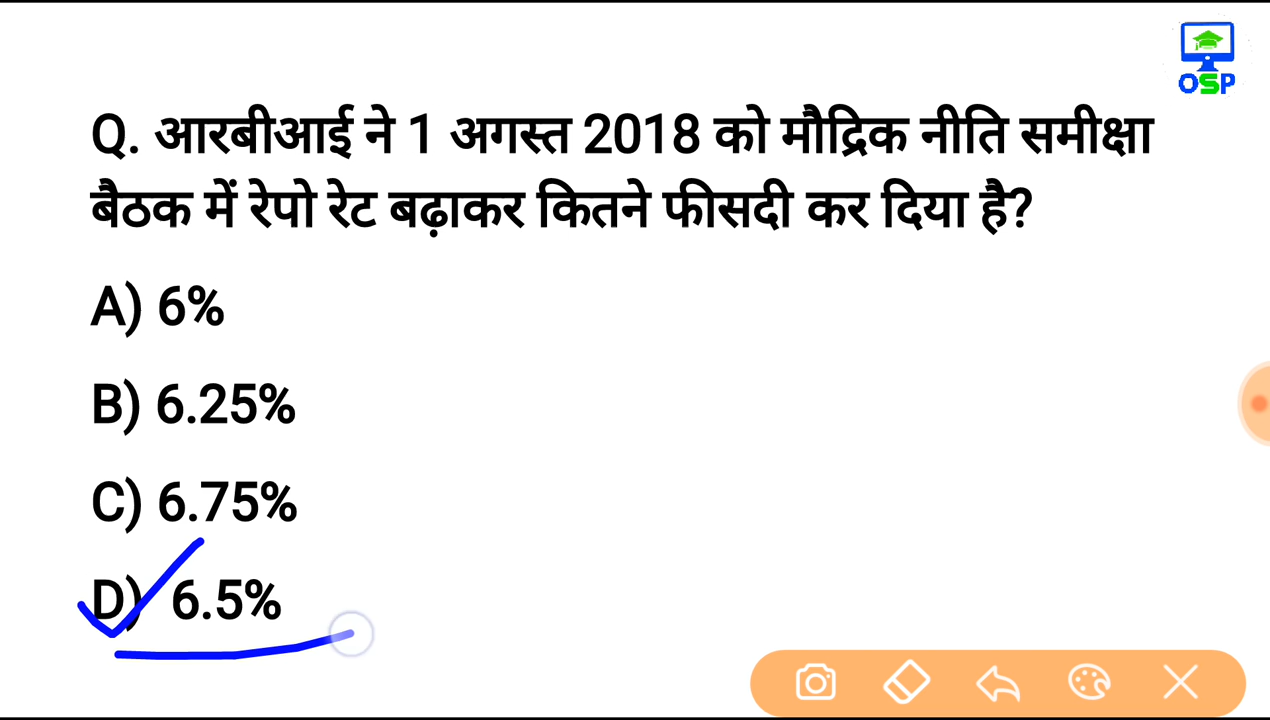 OSP
Q. आरबीआई ने 1 अगस्त 2018 को मौद्रिक नीति समीक्षा
बैठक में रेपो रेट बढ़ाकर कितने फीसदी कर दिया है?
A) 6%
B) 6.25%
C) 6.75%
D) 6.5%